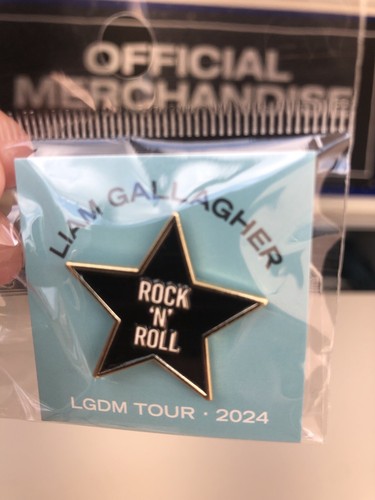 OFFICIAL
MERCHANDISE
LIAM GALLAGHER
ROCK
'N'
ROLL
LGDM TOUR · 2024